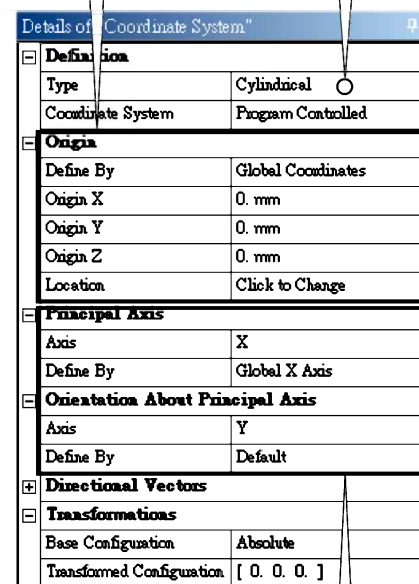 Details of "Coordinate System"
Definition
Type Cylindrical
Coordinate System Program Controlled
Origin
Define By Global Coordinates
Origin X 0. mm
Origin Y 0. mm
Origin Z 0. mm
Location Click to Change
Principal Axis
Axis X
Define By Global X Axis
Orientation About Principal Axis
Axis Y
Define By Default
Directional Vectors
Transformations
Base Configuration Absolute
Transformed Configuration [ 0. 0. 0. ]